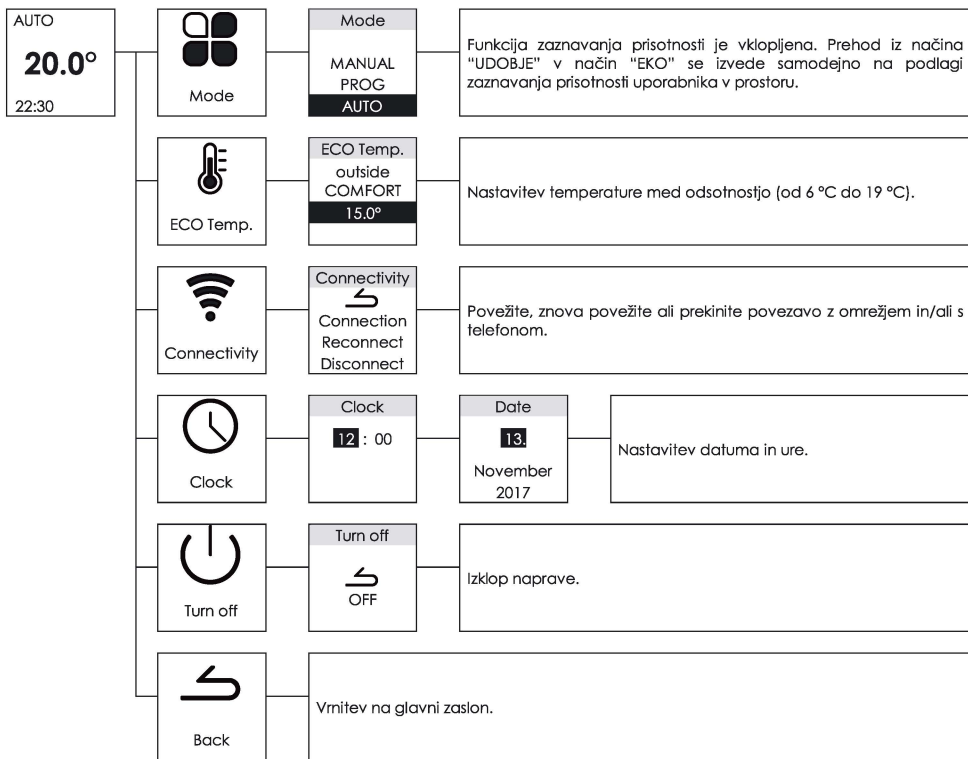 AUTO
20.0°
22:30
Mode
Mode
MANUAL
PROG
AUTO
Funkcija zaznavanja prisotnosti je vklopljena. Prehod iz načina
“UDOBJE” v način “EKO” se izvede samodejno na podlagi
zaznavanja prisotnosti uporabnika v prostoru.
ECO Temp.
ECO Temp.
outside
COMFORT
15.0°
Nastavitev temperature med odsotnostjo (od 6 °C do 19 °C).
Connectivity
Connectivity
Connection
Reconnect
Disconnect
Povežite, znova povežite ali prekinite povezavo z omrežjem in/ali s
telefonom.
Clock
Clock
12 : 00
Date
13.
November
2017
Nastavitev datuma in ure.
Turn off
Turn off
OFF
Izklop naprave.
Back
Vrnitev na glavni zaslon.